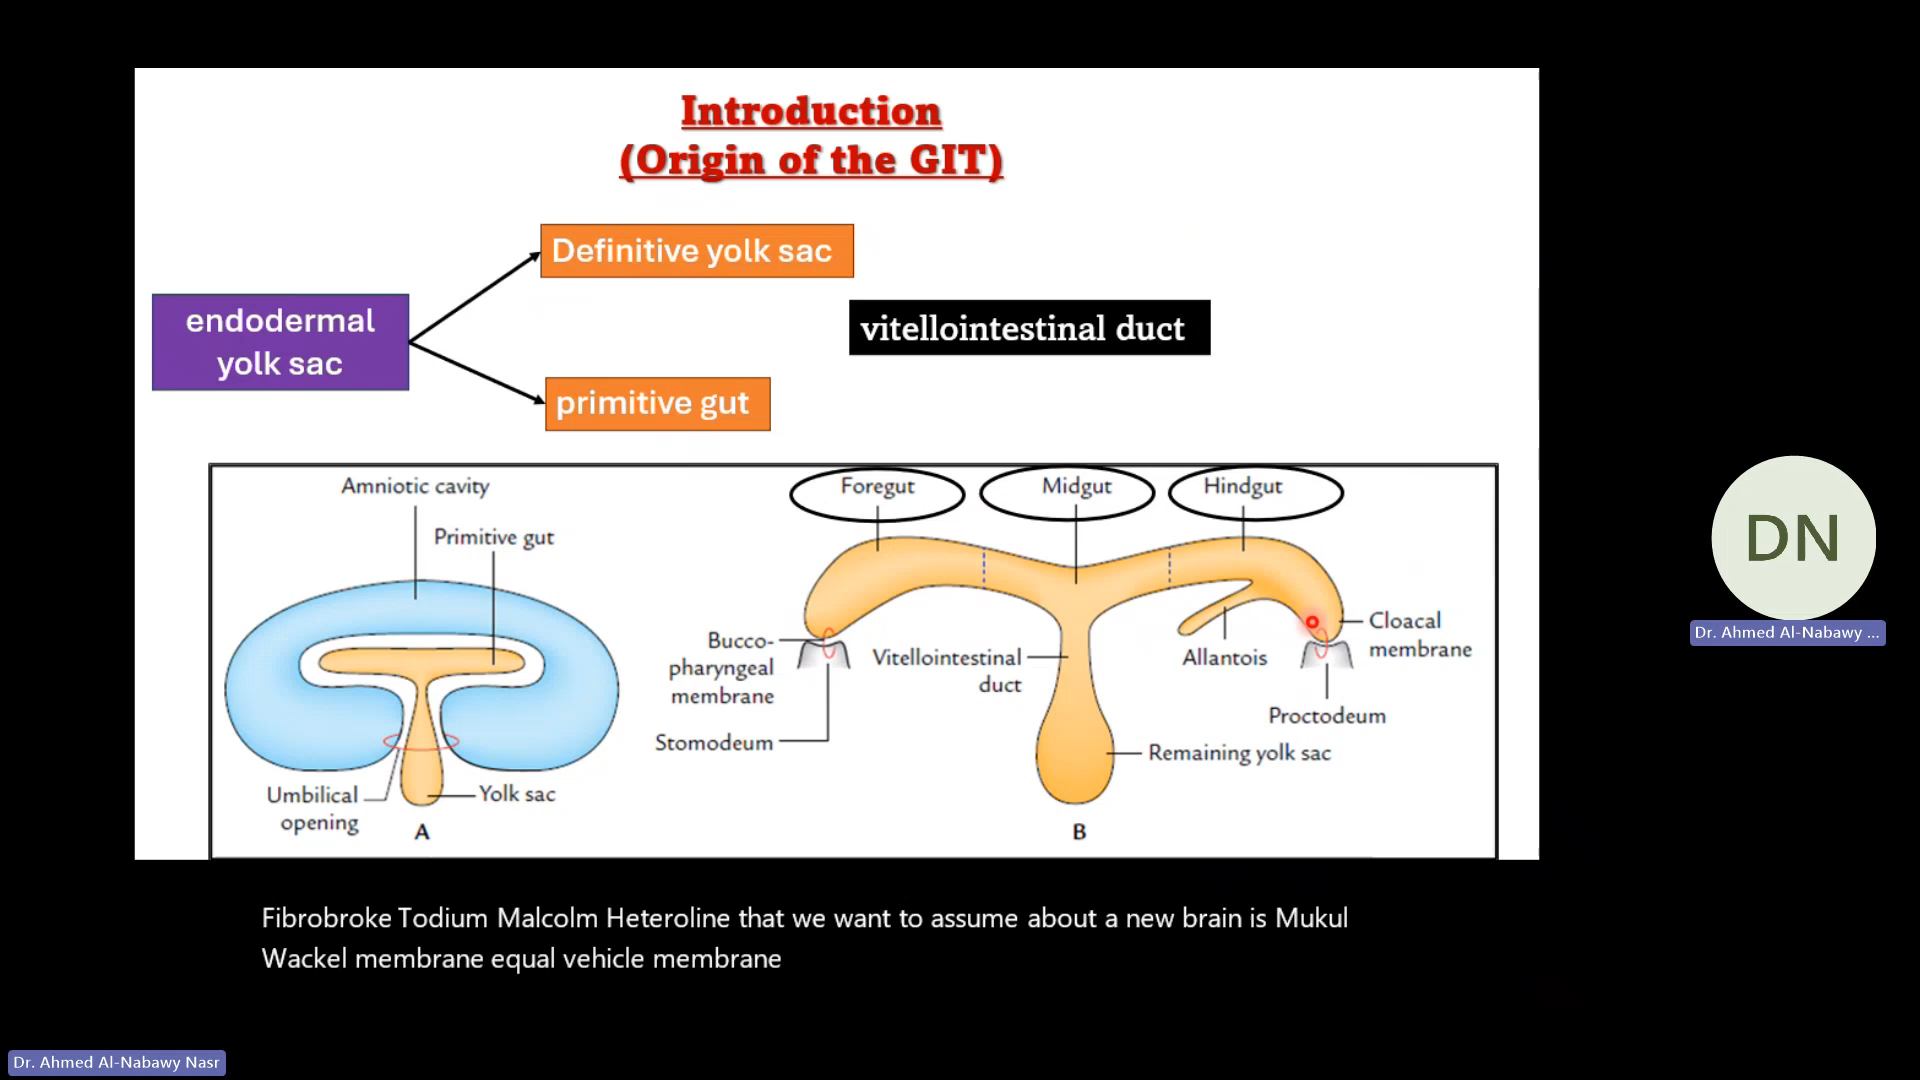 Introduction
(Origin of the GIT)
Definitive yolk sac
endodermal
yolk sac
vitellointestinal duct
primitive gut
Amniotic cavity
Primitive gut
Umbilical
opening
Yolk sac
A
Foregut
Midgut
Hindgut
Bucco-
pharyngeal
membrane
Stomodeum
Vitellointestinal
duct
Allantois
Cloacal
membrane
Proctodeum
Remaining yolk sac
B
DN
Dr. Ahmed Al-Nabawy ...
Fibrobroke Todium Malcolm Heteroline that we want to assume about a new brain is Mukul
Wackel membrane equal vehicle membrane
Dr. Ahmed Al-Nabawy Nasr